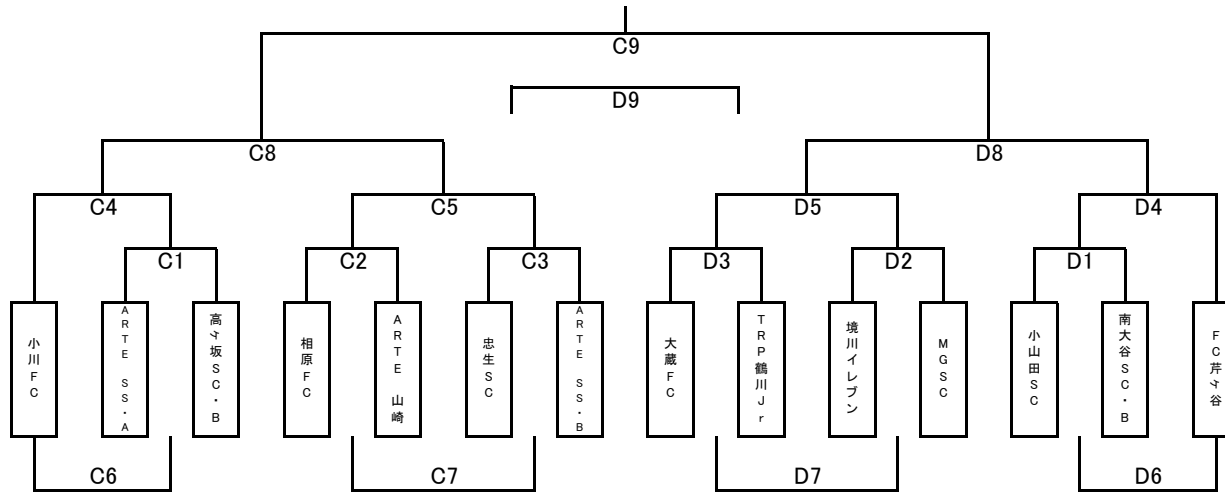 C9
D9
C8
D8
C4
C5
D5
D4
C1
C2
C3
D3
D2
D1
小川FC
ARTE SS・A
高ヶ坂SC・B
相原FC
ARTE 山崎
忠生SC
ARTE SS・B
大蔵FC
TRP鶴川Jr
境川イレブン
MGSC
小山田SC
南大谷SC・B
FC芹ヶ谷
C6
C7
D7
D6